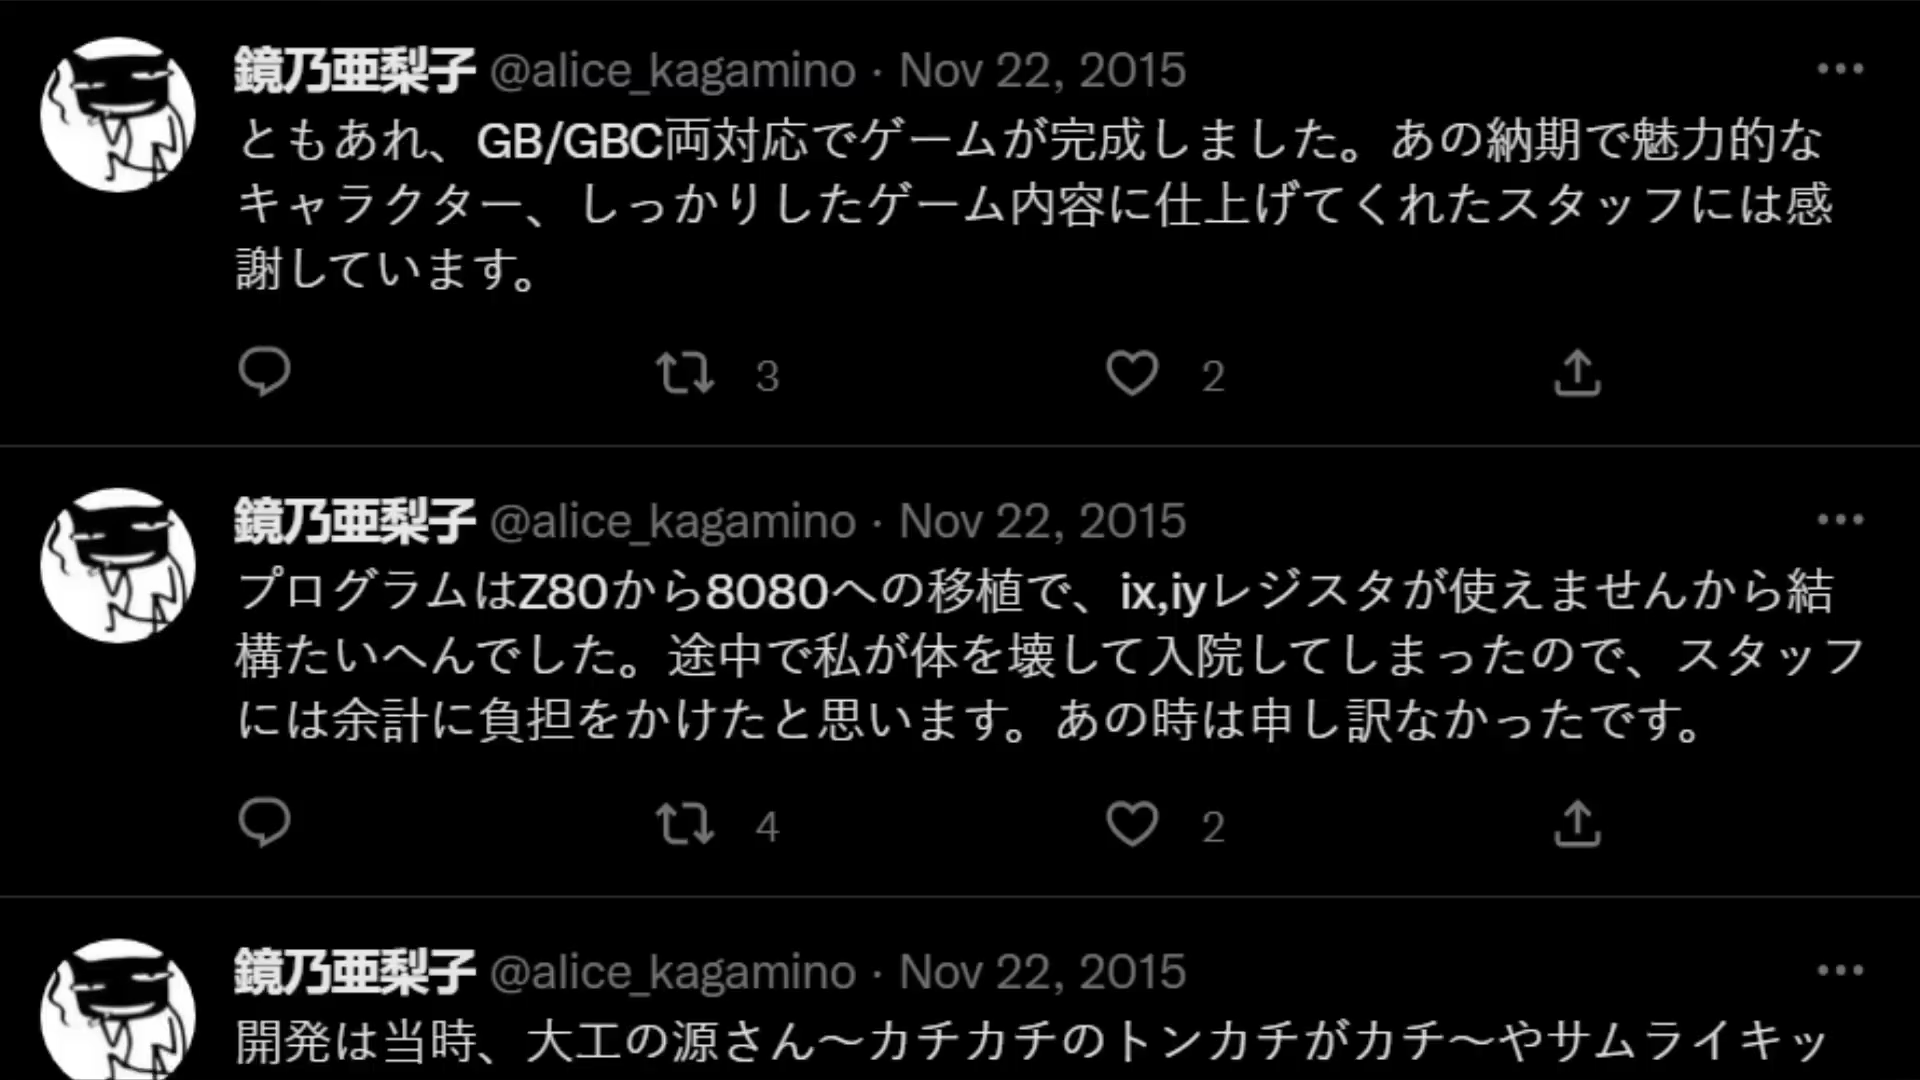 鏡乃亜梨子 @alice_kagamino · Nov 22, 2015
ともあれ、GB/GBC両対応でゲームが完成しました。あの納期で魅力的な
キャラクター、しっかりしたゲーム内容に仕上げてくれたスタッフには感
謝しています。
3 2
鏡乃亜梨子 @alice_kagamino · Nov 22, 2015
プログラムはZ80から8080への移植で、ix,iyレジスタが使えませんから結
構たいへんでした。途中で私が体を壊して入院してしまったので、スタッフ
には余計に負担をかけたと思います。あの時は申し訳なかったです。
4 2
鏡乃亜梨子 @alice_kagamino · Nov 22, 2015
開発は当時、大工の源さん〜カチカチのトンカチがカチ〜やサムライキッ